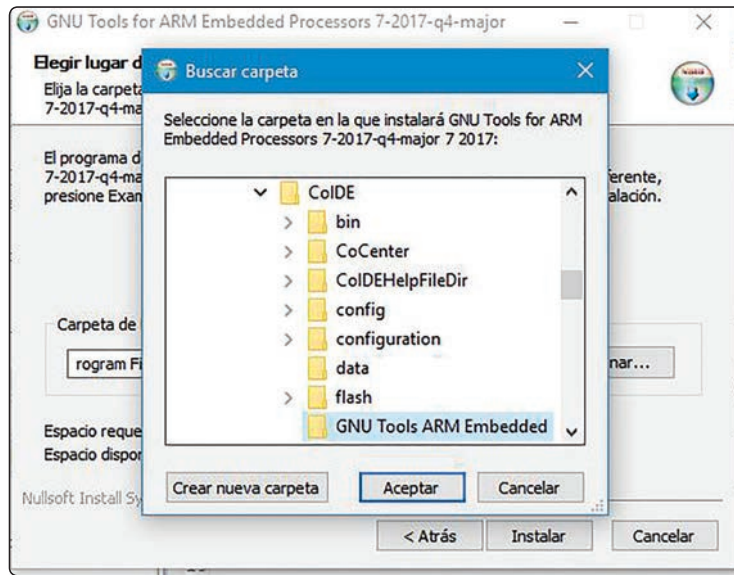 GNU Tools for ARM Embedded Processors 7-2017-q4-major
Elegir lugar d
Elija la carpeta
7-2017-q4-ma
El programa d
7-2017-q4-ma
erente,
presione Exan
alación.
Buscar carpeta
Seleccione la carpeta en la que instalará GNU Tools for ARM
Embedded Processors 7-2017-q4-major 7 2017:
CoIDE
bin
CoCenter
CoIDEHelpFileDir
config
configuration
data
flash
GNU Tools ARM Embedded
Crear nueva carpeta
Aceptar
Cancelar
Carpeta de
rogram Fi
nar...
Espacio reque
Espacio dispor
Nullsoft Install Sy
< Atrás
Instalar
Cancelar